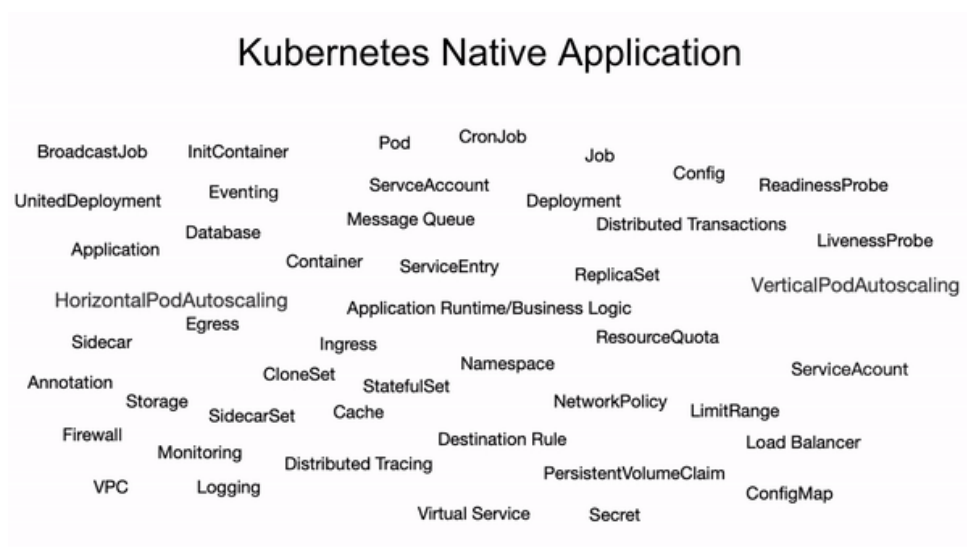 Kubernetes Native Application
CronJob
Pod
BroadcastJob
InitContainer
Job
Config
ServceAccount
ReadinessProbe
Eventing
UnitedDeployment
Deployment
Message Queue
Distributed Transactions
Database
LivenessProbe
Application
Container
ServiceEntry
ReplicaSet
VerticalPodAutoscaling
HorizontalPodAutoscaling
Application Runtime/Business Logic
Egress
ResourceQuota
Sidecar
Ingress
Namespace
ServiceAcount
CloneSet
Annotation
StatefulSet
Storage
NetworkPolicy
SidecarSet
Cache
LimitRange
Firewall
Destination Rule
Load Balancer
Monitoring
Distributed Tracing
PersistentVolumeClaim
VPC
Logging
ConfigMap
Virtual Service
Secret